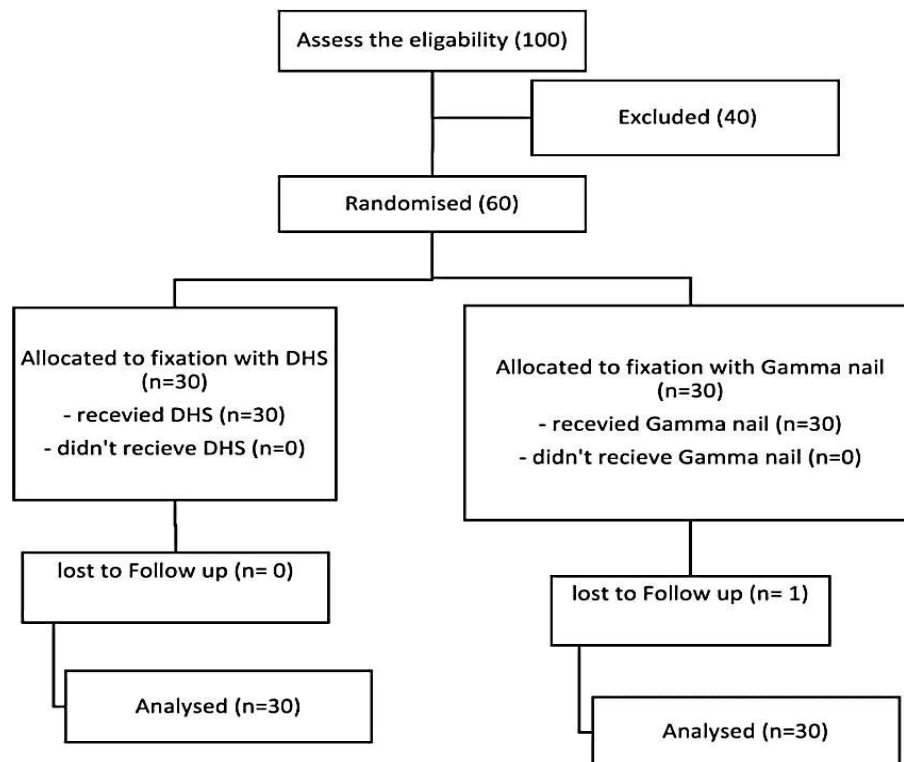 Assess the eligability (100)
Excluded (40)
Randomised (60)
Allocated to fixation with DHS
(n=30)
- recevied DHS (n=30)
- didn't recieve DHS (n=0)
Allocated to fixation with Gamma nail
(n=30)
- recevied Gamma nail (n=30)
- didn't recieve Gamma nail (n=0)
lost to Follow up (n= 0)
lost to Follow up (n= 1)
Analysed (n=30)
Analysed (n=30)